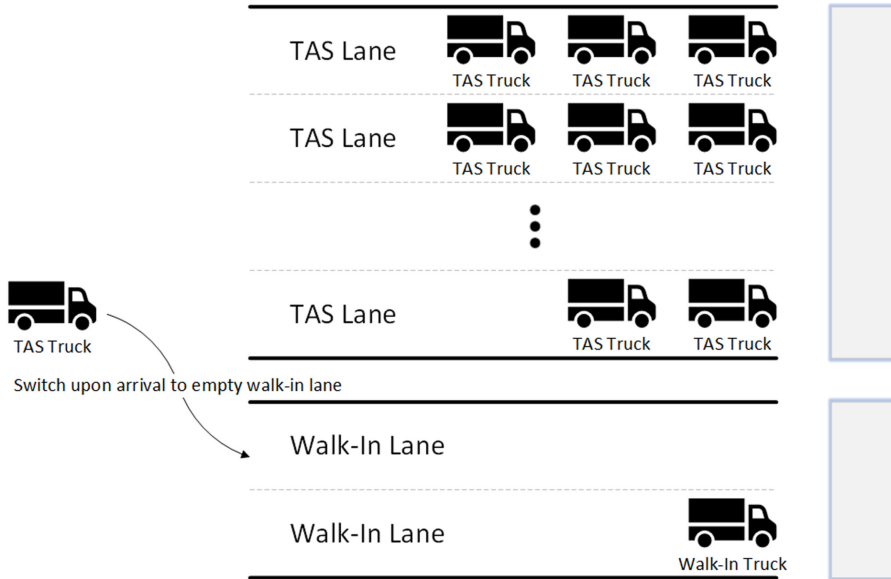 TAS Lane
TAS Truck TAS Truck TAS Truck
TAS Lane
TAS Truck TAS Truck TAS Truck
TAS Lane
TAS Truck TAS Truck
TAS Truck
Switch upon arrival to empty walk-in lane
Walk-In Lane
Walk-In Lane
Walk-In Truck